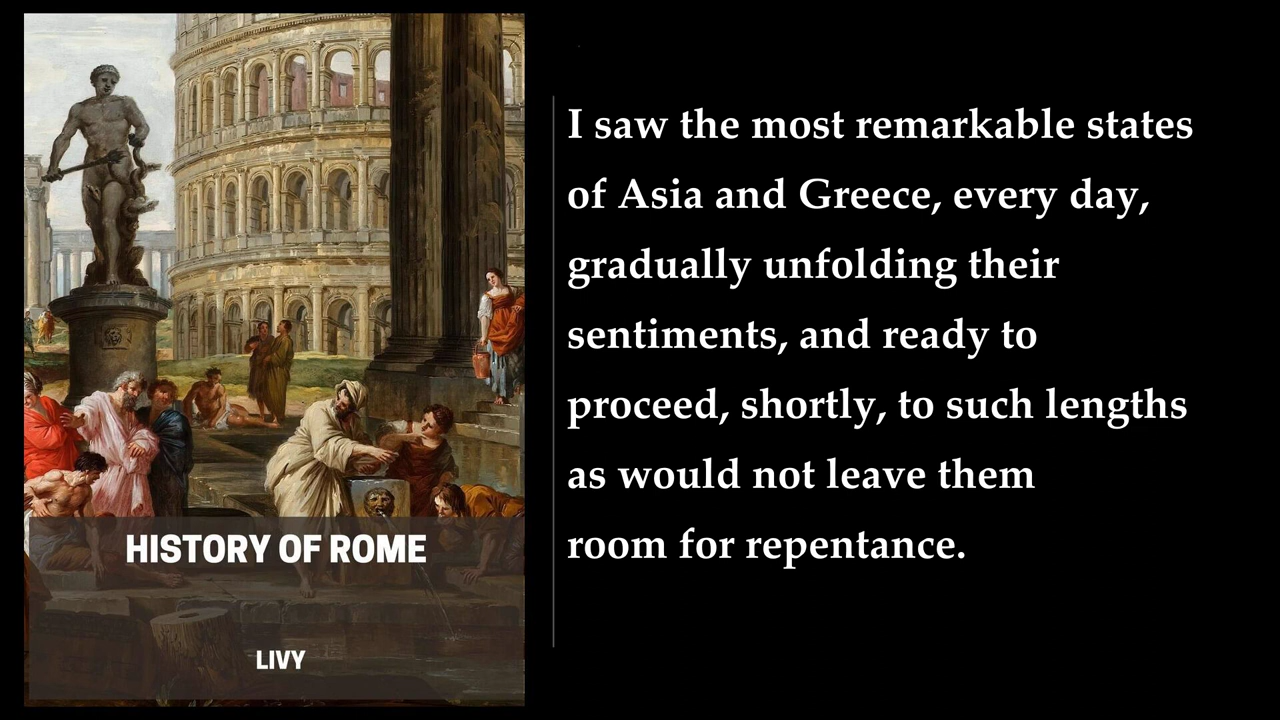 HISTORY OF ROME
LIVY
I saw the most remarkable states
of Asia and Greece, every day,
gradually unfolding their
sentiments, and ready to
proceed, shortly, to such lengths
as would not leave them
room for repentance.